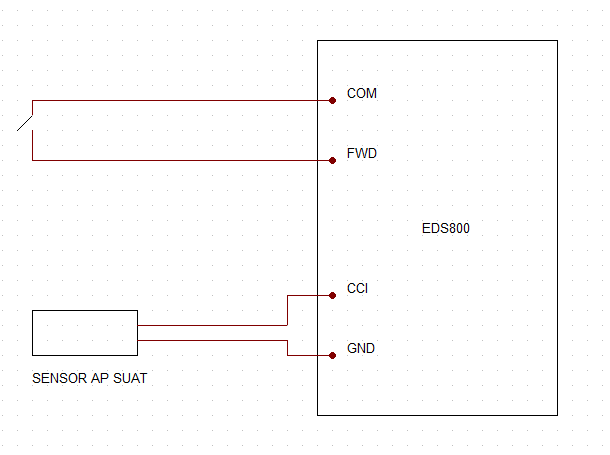 COM
FWD
EDS800
CCI
GND
SENSOR AP SUAT